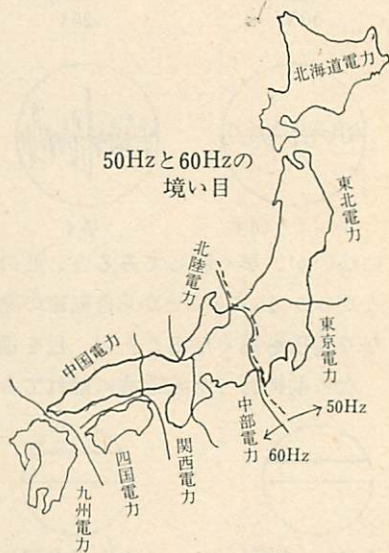 北海道電力
50Hzと60Hzの
境い目
東北電力
北陸電力
東京電力
中国電力
中部電力
50Hz
60Hz
関西電力
四国電力
九州電力